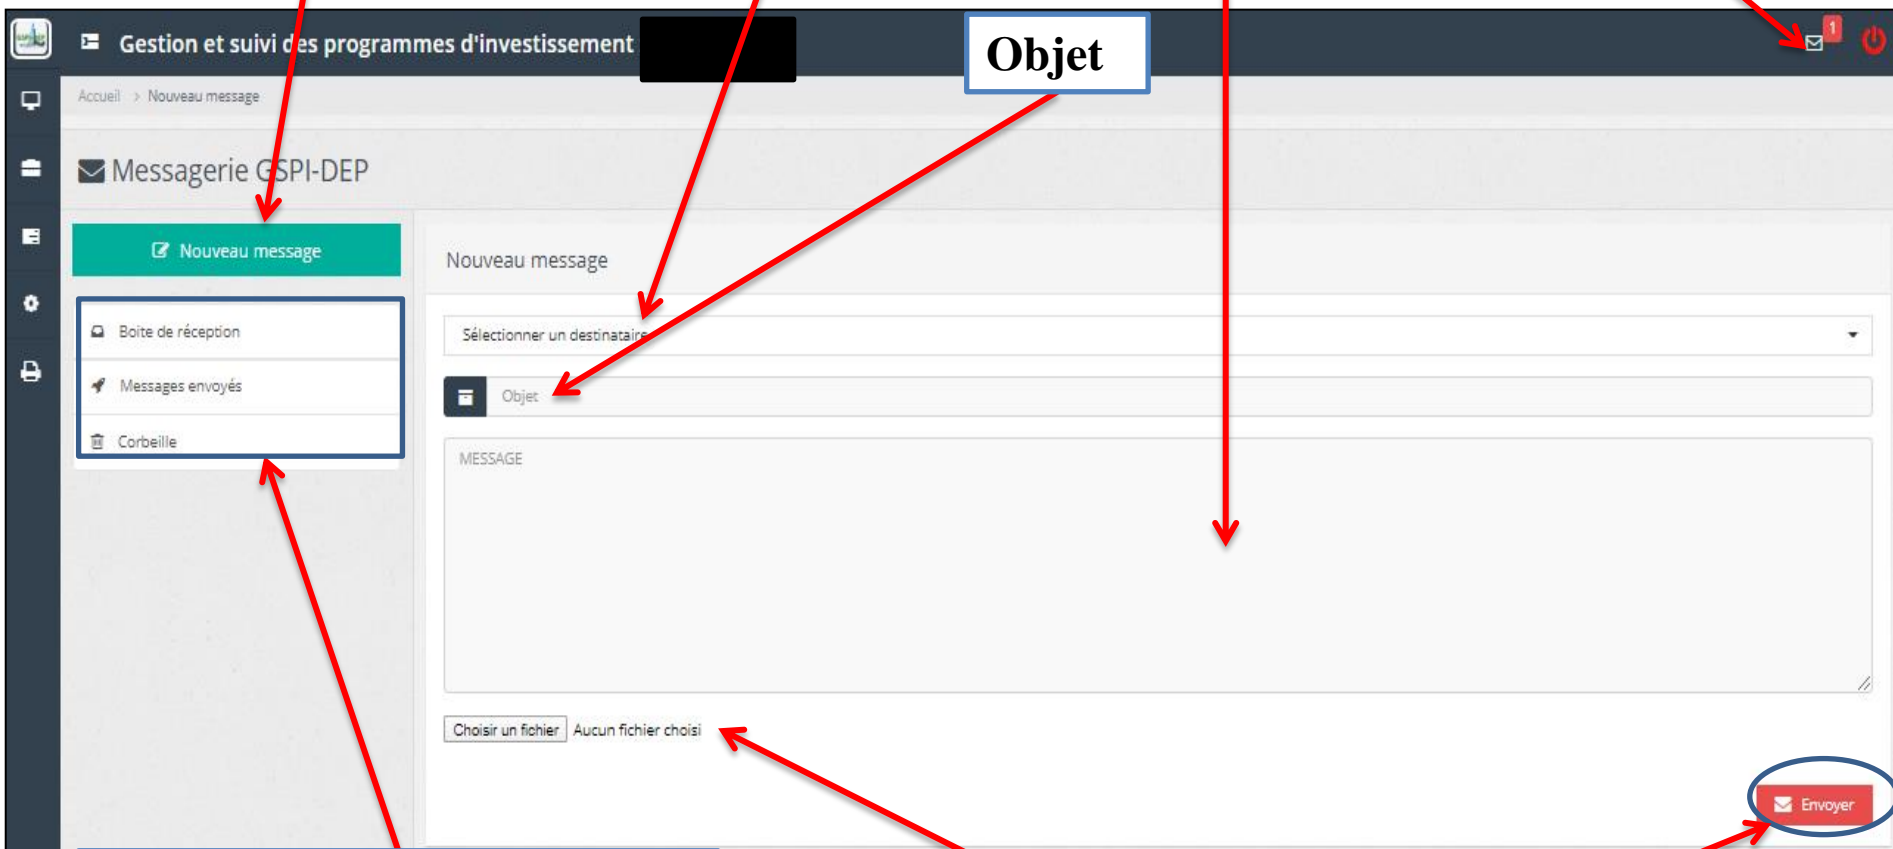 Gestion et suivi des programmes d'investissement
Objet
1
Accueil > Nouveau message
Messagerie GSPI-DEP
Nouveau message
Boite de réception
Messages envoyés
Corbeille
Nouveau message
Sélectionner un destinataire
Objet
MESSAGE
Choisir un fichier Aucun fichier choisi
Envoyer